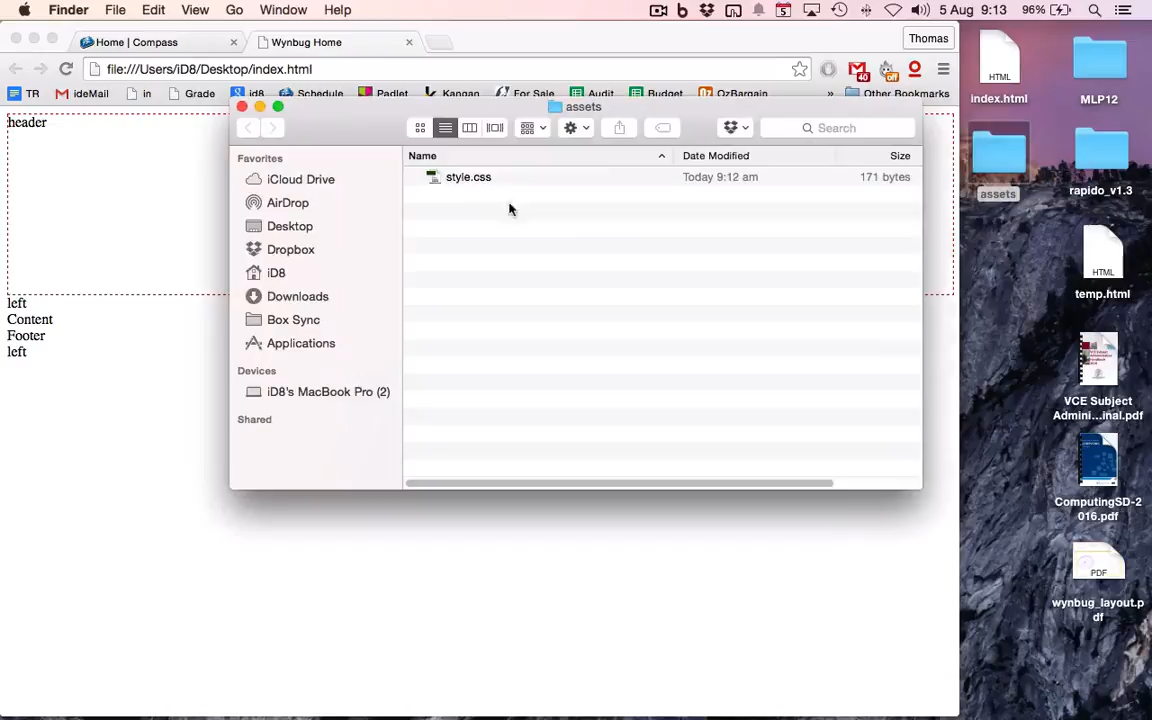 Finder File Edit View Go Window Help 5 Aug 9:13 96%
Home | Compass Wynbug Home Thomas
file:///Users/iD8/Desktop/index.html 40 off
TR ideMail in Grade id8 Schedule Padlet Kangan For Sale Audit Budget OzBargain » Other Bookmarks
header
left
Content
Footer
left
assets
Search
Favorites
iCloud Drive
AirDrop
Desktop
Dropbox
iD8
Downloads
Box Sync
Applications
Devices
iD8's MacBook Pro (2)
Shared
Name Date Modified Size
style.css Today 9:12 am 171 bytes
HTML
index.html
MLP12
assets
rapido_v1.3
HTML
temp.html
VCE Subject
Admini...inal.pdf
ComputingSD-2
016.pdf
PDF
wynbug_layout.p
df